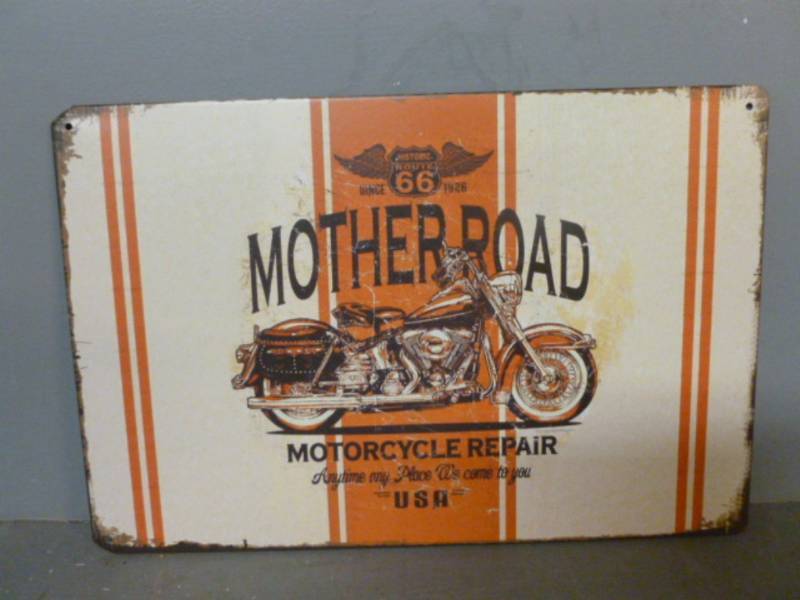 HISTORIC
ROUTE
66
SINCE 1926
MOTHER ROAD
MOTORCYCLE REPAiR
Anytime any Place We come to you
USA